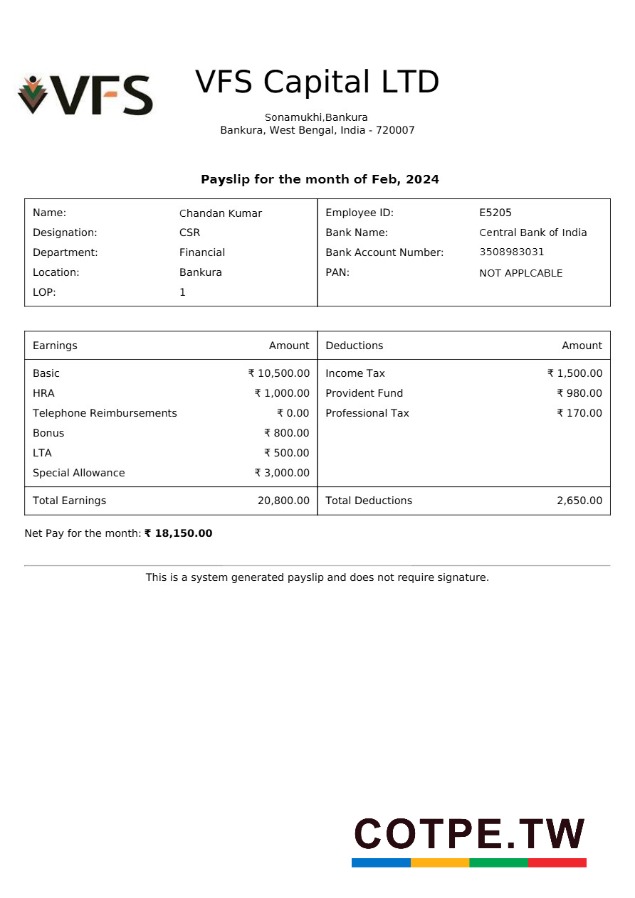 VFS
VFS Capital LTD
Sonamukhi,Bankura
Bankura, West Bengal, India - 720007
Payslip for the month of Feb, 2024
Name: Chandan Kumar Employee ID: E5205
Designation: CSR Bank Name: Central Bank of India
Department: Financial Bank Account Number: 3508983031
Location: Bankura PAN: NOT APPLCABLE
LOP: 1
Earnings Amount Deductions Amount
Basic ₹ 10,500.00 Income Tax ₹ 1,500.00
HRA ₹ 1,000.00 Provident Fund ₹ 980.00
Telephone Reimbursements ₹ 0.00 Professional Tax ₹ 170.00
Bonus ₹ 800.00
LTA ₹ 500.00
Special Allowance ₹ 3,000.00
Total Earnings 20,800.00 Total Deductions 2,650.00
Net Pay for the month: ₹ 18,150.00
This is a system generated payslip and does not require signature.
COTPE.TW